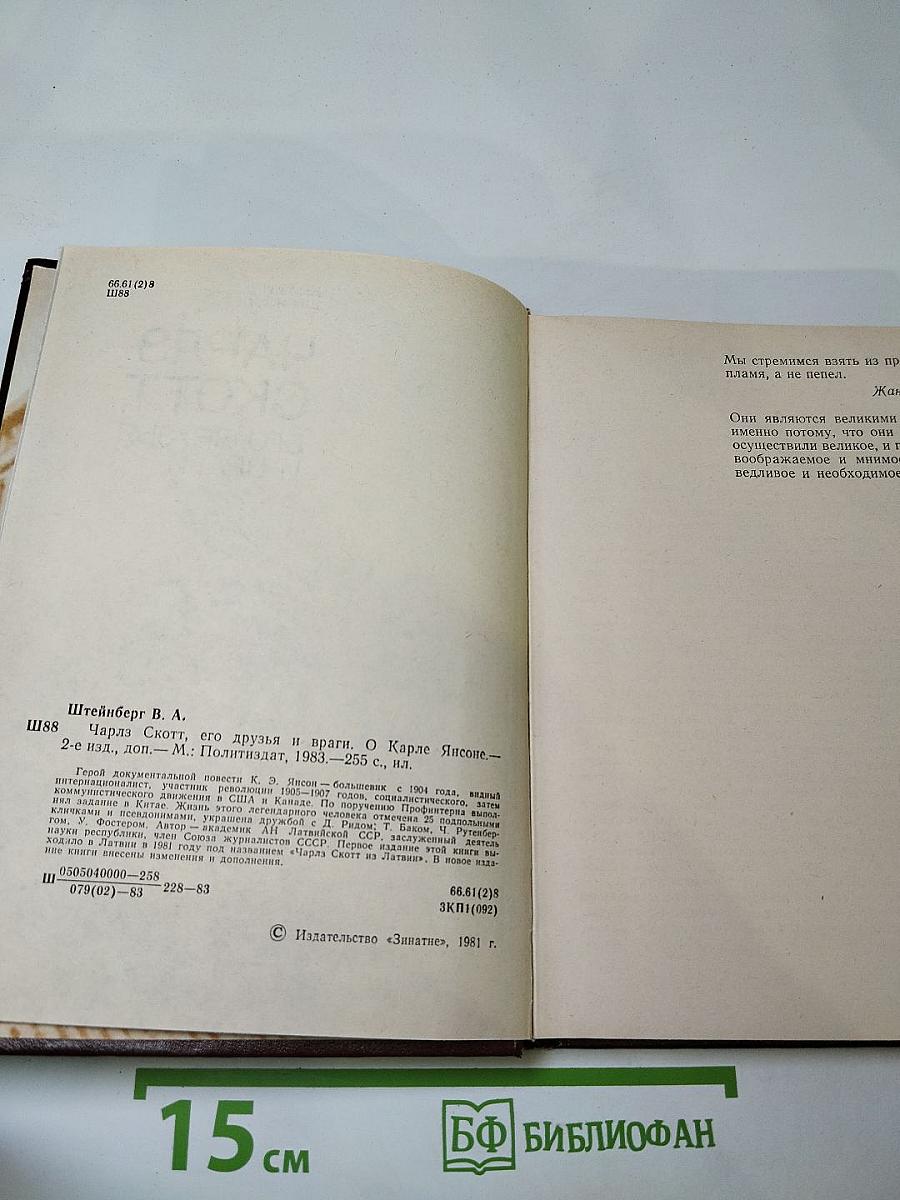 66.61(2)8
Ш88
Штейнберг В. А.
Ш88 Чарлз Скотт, его друзья и враги. О Карле Янсоне.—
2-е изд., доп.— М.: Политиздат, 1983.—255 с., ил.
Герой документальной повести К. Э. Янсон — большевик с 1904 года, видный
интернационалист, участник революции 1905—1907 годов, социалистического, затем
коммунистического движения в США и Канаде. По поручению Профинтерна выпол-
нял задание в Китае. Жизнь этого легендарного человека отмечена 25 подпольными
кличками и псевдонимами, украшена дружбой с Д. Ридом; Т. Баком, Ч. Рутенбер-
гом, У. Фостером. Автор — академик АН Латвийской ССР, заслуженный деятель
науки республики, член Союза журналистов СССР. Первое издание этой книги вы-
ходило в Латвии в 1981 году под названием «Чарлз Скотт из Латвии». В новое изда-
ние книги внесены изменения и дополнения.
Ш 0505040000—258
079(02)—83 228—83
66.61(2)8
3КП1(092)
© Издательство «Зинатне», 1981 г.
Мы стремимся взять из пр
пламя, а не пепел.
Жан
Они являются великими
именно потому, что они
осуществили великое, и
воображаемое и мнимо
ведливое и необходимое
15 см
БФ БИБЛИОФАН